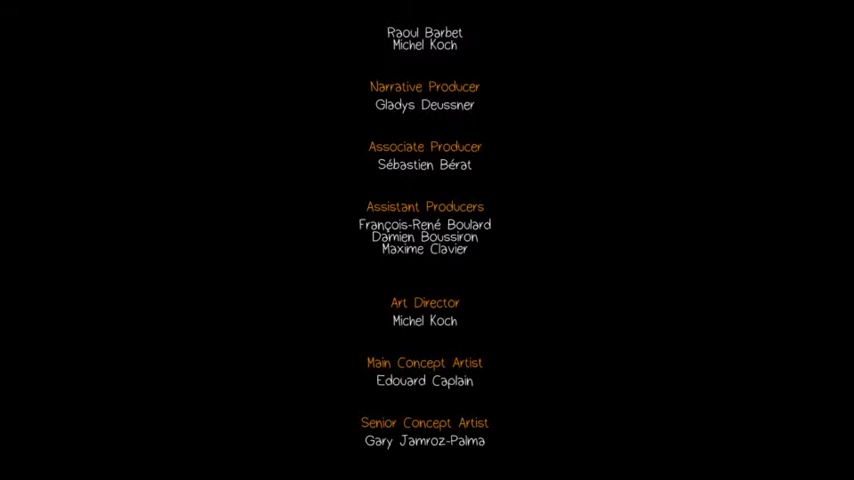 Raoul Barbet
Michel Koch
Narrative Producer
Gladys Deussner
Associate Producer
Sébastien Bérat
Assistant Producers
François-René Boulard
Damien Boussiron
Maxime Clavier
Art Director
Michel Koch
Main Concept Artist
Edouard Caplain
Senior Concept Artist
Gary Jamroz-Palma